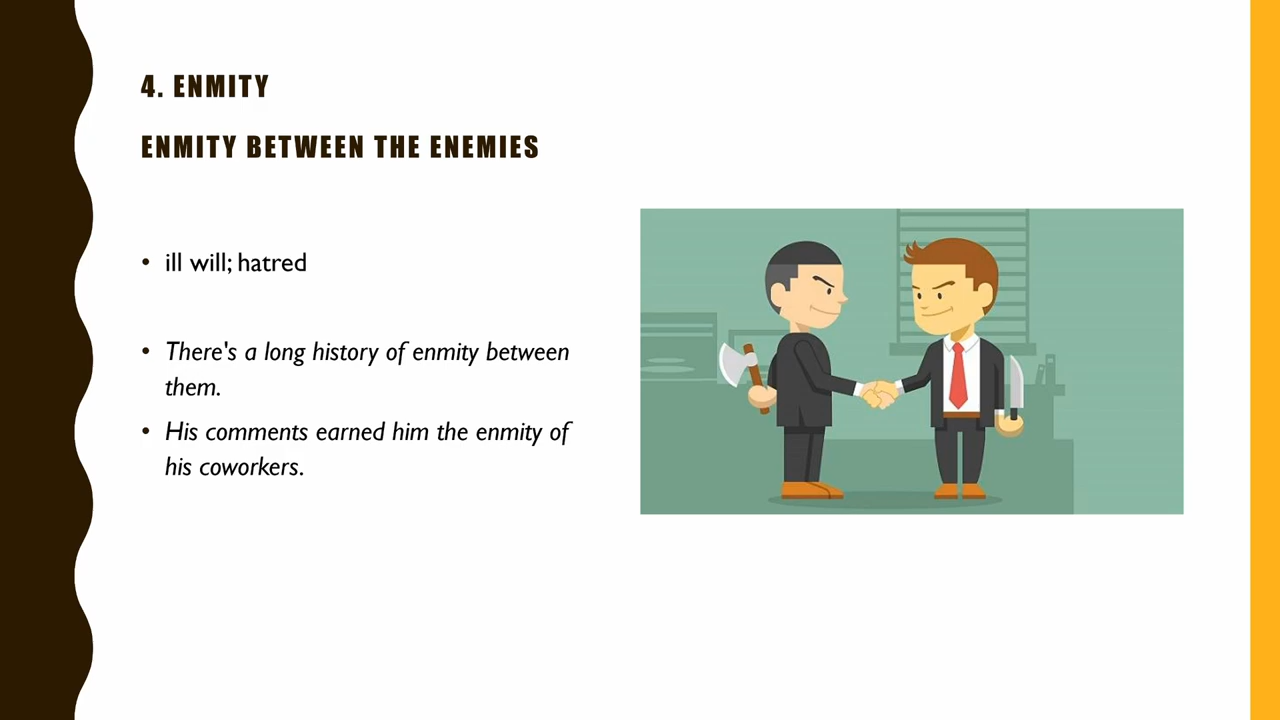 4. ENMITY
ENMITY BETWEEN THE ENEMIES
• ill will; hatred
• There's a long history of enmity between
them.
• His comments earned him the enmity of
his coworkers.